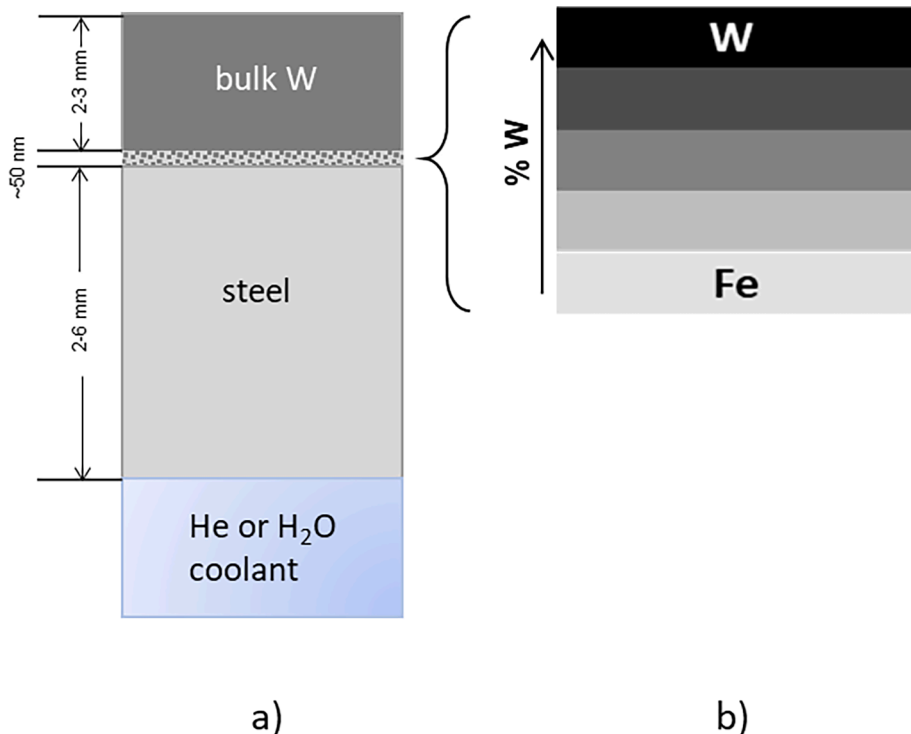 bulk W
2-3 mm
~50 nm
steel
2-6 mm
He or H₂O
coolant
a)
W
% W
Fe
b)